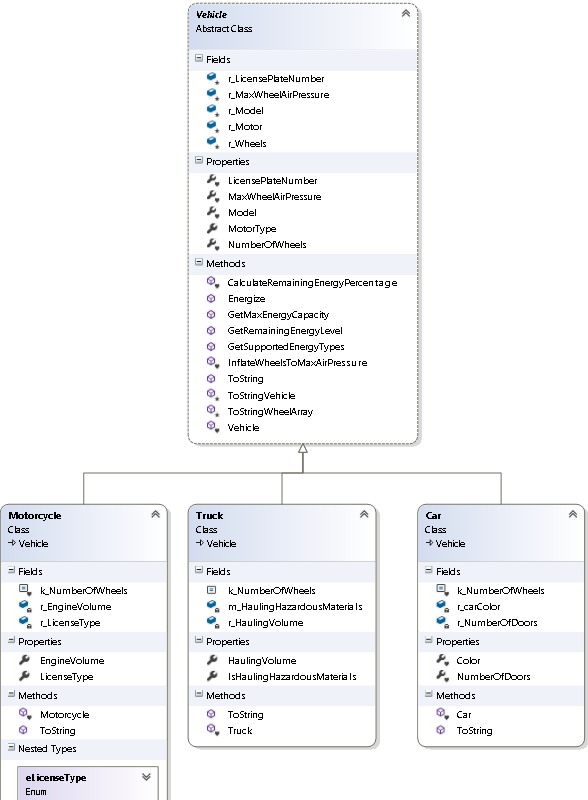 Vehicle
Abstract Class
Fields
r_LicensePlateNumber
r_MaxWheelAirPressure
r_Model
r_Motor
r_Wheels
Properties
LicensePlateNumber
MaxWheelAirPressure
Model
MotorType
NumberOfWheels
Methods
CalculateRemainingEnergyPercentage
Energize
GetMaxEnergyCapacity
GetRemainingEnergyLevel
GetSupportedEnergyTypes
InflateWheelsToMaxAirPressure
ToString
ToStringVehicle
ToStringWheelArray
Vehicle
Motorcycle
Class
Vehicle
Fields
k_NumberOfWheels
r_EngineVolume
r_LicenseType
Properties
EngineVolume
LicenseType
Methods
Motorcycle
ToString
Nested Types
eLicenseType
Enum
Truck
Class
Vehicle
Fields
k_NumberOfWheels
m_HaulingHazardousMaterials
r_HaulingVolume
Properties
HaulingVolume
IsHaulingHazardousMaterials
Methods
ToString
Truck
Car
Class
Vehicle
Fields
k_NumberOfWheels
r_carColor
r_NumberOfDoors
Properties
Color
NumberOfDoors
Methods
Car
ToString